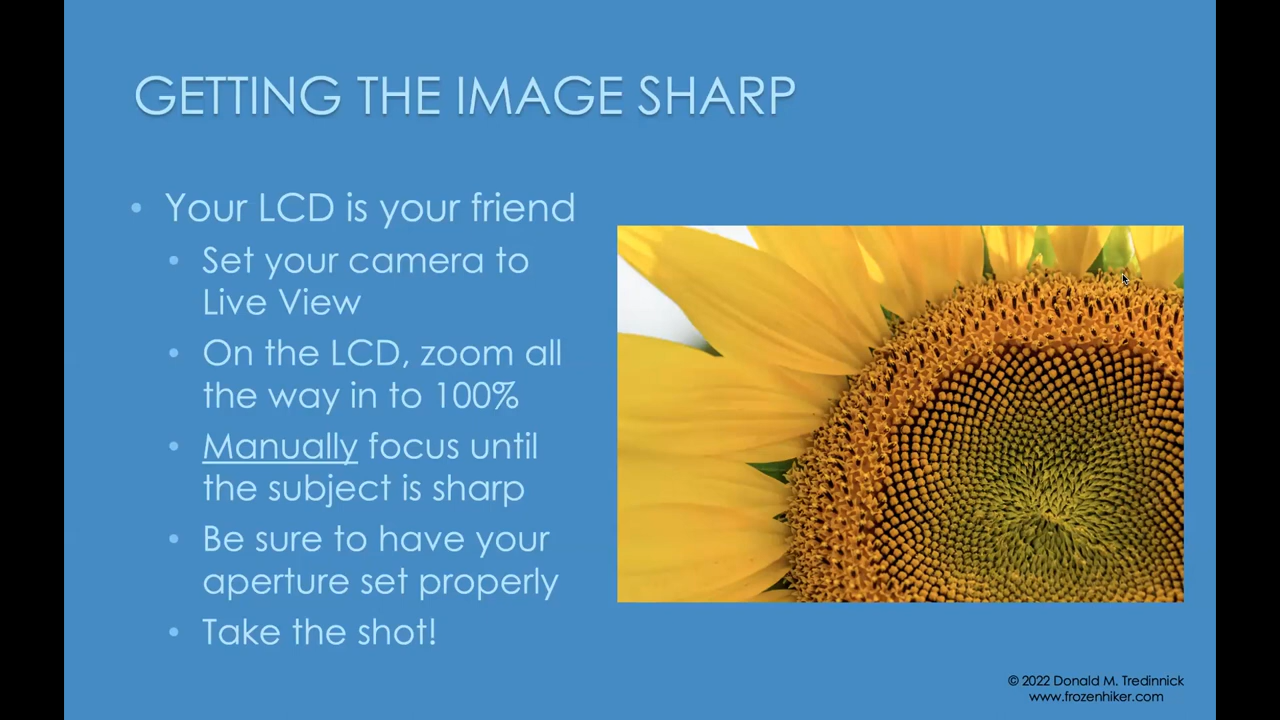 GETTING THE IMAGE SHARP
• Your LCD is your friend
• Set your camera to
Live View
• On the LCD, zoom all
the way in to 100%
• Manually focus until
the subject is sharp
• Be sure to have your
aperture set properly
• Take the shot!
© 2022 Donald M. Tredinnick
www.frozenhiker.com